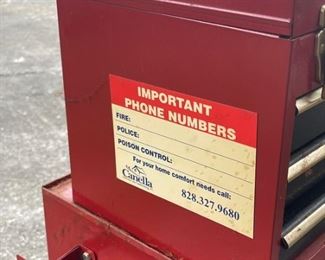 IMPORTANT
PHONE NUMBERS
FIRE:
POLICE:
POISON CONTROL:
For your home comfort needs call:
Canella
828.327.9680